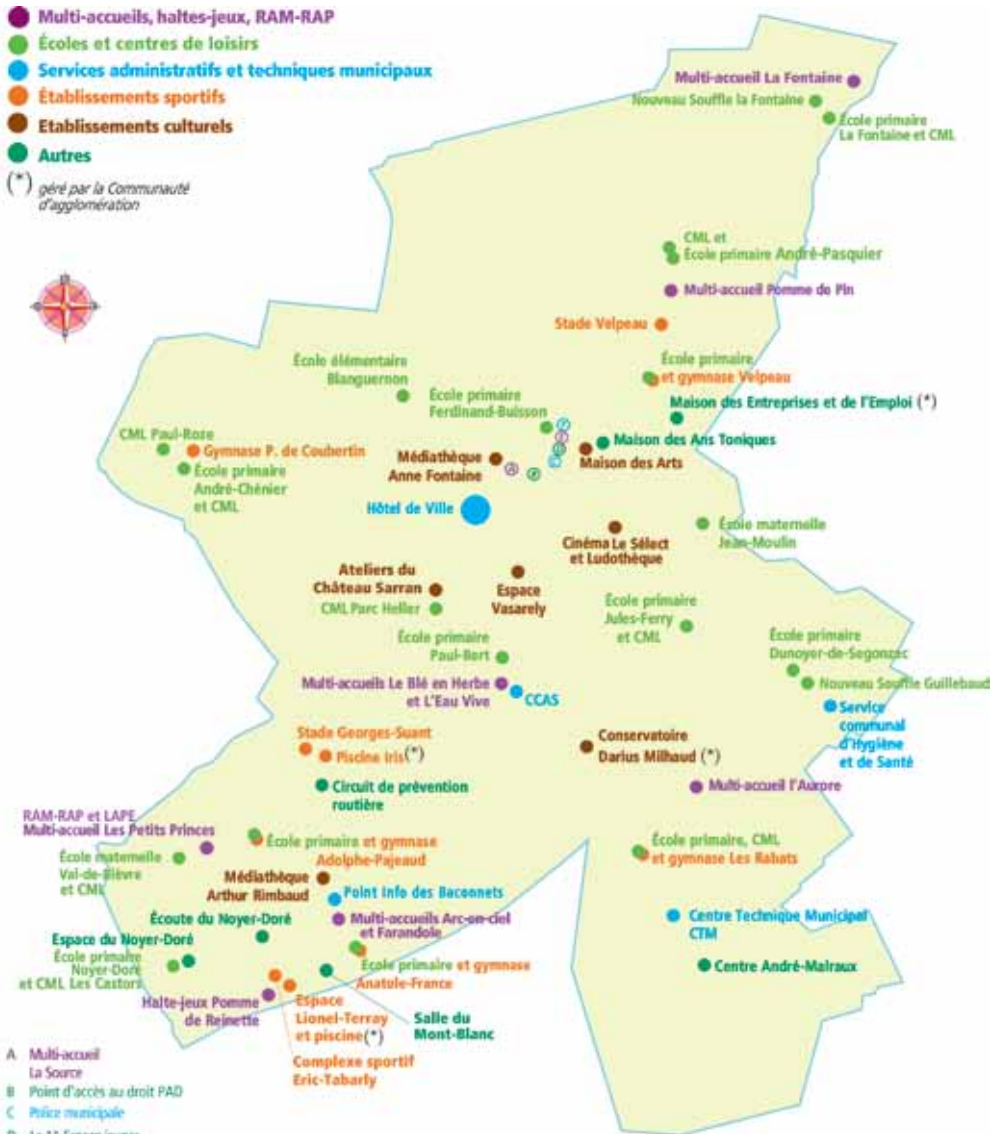 Multi-accueils, haltes-jeux, RAM-RAP
Écoles et centres de loisirs
Services administratifs et techniques municipaux
Établissements sportifs
Etablissements culturels
Autres
(*) géré par la Communauté
d'agglomération
Multi-accueil La Fontaine
Nouveau Souffle la Fontaine
École primaire
La Fontaine et CML
CML et
École primaire André-Pasquier
Multi-accueil Pomme de Pin
Stade Velpeau
École primaire
et gymnase Velpeau
École élémentaire
Blanguernon
École primaire
Ferdinand-Buisson
Maison des Entreprises et de l'Emploi (*)
Maison des Ans Toniques
Maison des Arts
CML Paul-Roze
Gymnase P. de Coubertin
École primaire
André-Chénier
et CML
Médiathèque
Anne Fontaine
A
Hôtel de Ville
École maternelle
Jean-Moulin
Cinéma Le Sélect
et Ludothèque
Ateliers du
Château Sarran
CML Parc Heller
Espace
Vasarely
École primaire
Jules-Ferry
et CML
École primaire
Paul-Bert
École primaire
Dunoyer-de-Segonzac
Nouveau Souffle Guillebaud
Multi-accueils Le Blé en Herbe
et L'Eau Vive
CCAS
Service
communal
d'Hygiène
et de Santé
Stade Georges-Suant
Piscine Iris (*)
Conservatoire
Darius Milhaud (*)
Circuit de prévention
routière
Multi-accueil l'Aurore
RAM-RAP et LAPE
Multi-accueil Les Petits Princes
École primaire et gymnase
Adolphe-Pajeaud
École maternelle
Val-de-Bièvre
et CML
École primaire, CML
et gymnase Les Rabats
Médiathèque
Arthur Rimbaud
Point Info des Baconnets
Écoute du Noyer-Doré
Multi-accueils Arc-en-ciel
et Farandole
Centre Technique Municipal
CTM
Espace du Noyer-Doré
École primaire
Noyer-Doré
et CML Les Castors
École primaire et gymnase
Anatole-France
Centre André-Malraux
Halte-jeux Pomme
de Reinette
Espace
Lionel-Terray
et piscine (*)
Salle du
Mont-Blanc
Complexe sportif
Eric-Tabarly
A Multi-accueil
La Source
B Point d'accès au droit PAD
C Police municipale
D Le 11 Espace jeunes